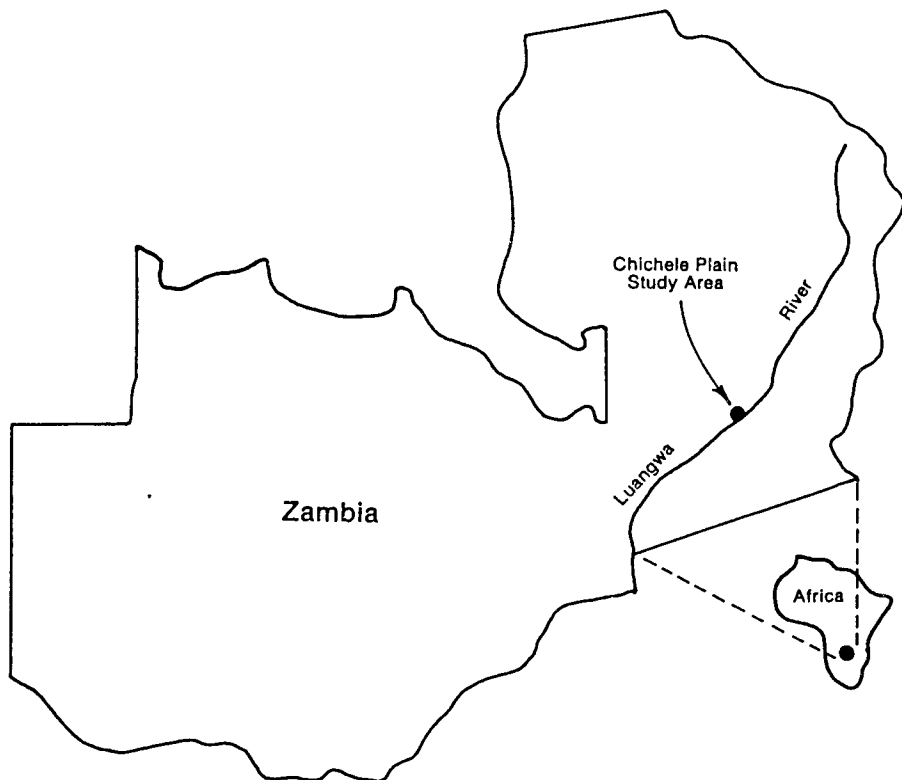 Chichele Plain
Study Area
River
Luangwa
Zambia
Africa